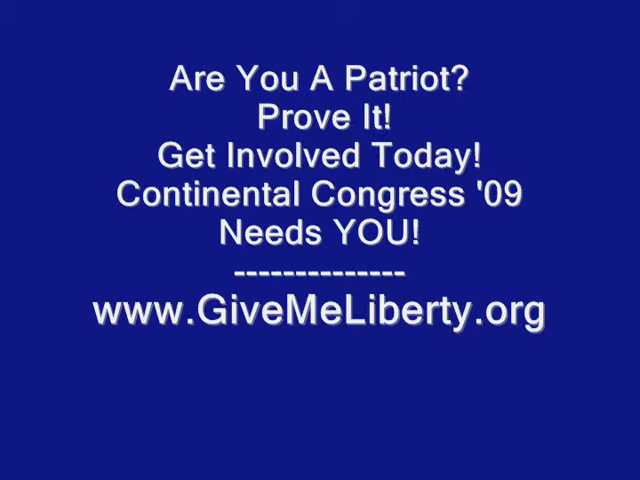 Are You A Patriot?
Prove It!
Get Involved Today!
Continental Congress '09
Needs YOU!
--------------
www.GiveMeLiberty.org